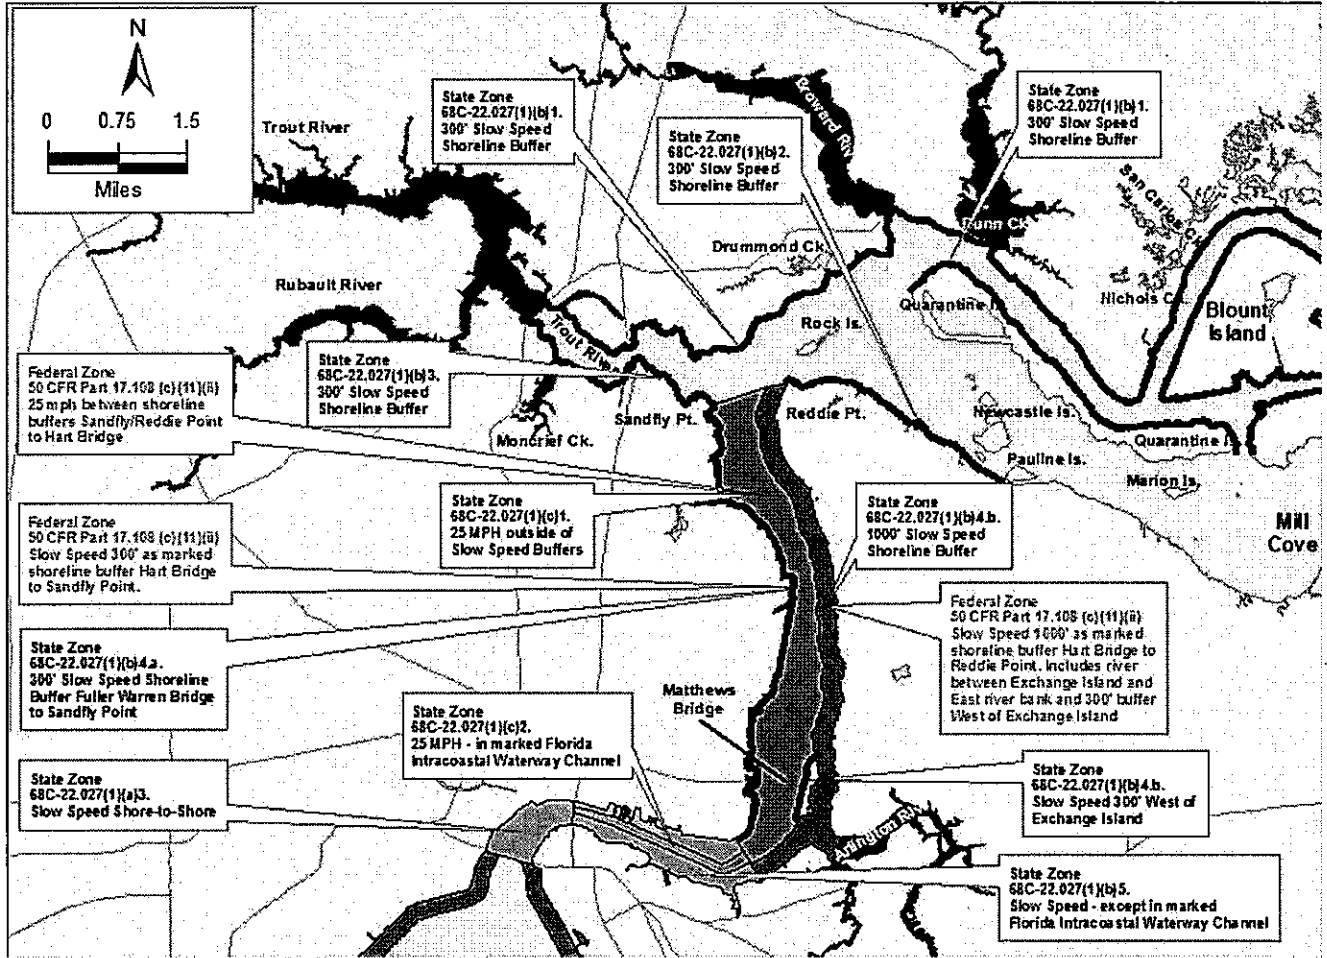 N
0 0.75 1.5
Miles
Trout River
State Zone
68C-22.027(1)(b)1.
300' Slow Speed
Shoreline Buffer
State Zone
68C-22.027(1)(b)2.
300' Slow Speed
Shoreline Buffer
State Zone
68C-22.027(1)(b)1.
300' Slow Speed
Shoreline Buffer
Broward Riv
San Carlos Ck.
Dunn Ck.
Drummond Ck.
Rubault River
Quarantine Is.
Nichols Ck.
Blount
Island
Rock Is.
Trout River
Federal Zone
50 CFR Part 17.108 (c)(11)(ii)
25 mph between shoreline
buffers Sandfly/Reddie Point
to Hart Bridge
State Zone
68C-22.027(1)(b)3.
300' Slow Speed
Shoreline Buffer
Sandfly Pt.
Reddie Pt.
Newcastle Is.
Moncrief Ck.
Quarantine Is.
Pauline Is.
Marion Is.
Mill
Cove
State Zone
68C-22.027(1)(c)1.
25 MPH outside of
Slow Speed Buffers
State Zone
68C-22.027(1)(b)4.b.
1000' Slow Speed
Shoreline Buffer
Federal Zone
50 CFR Part 17.108 (c)(11)(ii)
Slow Speed 300' as marked
shoreline buffer Hart Bridge
to Sandfly Point.
Federal Zone
50 CFR Part 17.108 (c)(11)(ii)
Slow Speed 1000' as marked
shoreline buffer Hart Bridge to
Reddie Point. Includes river
between Exchange Island and
East river bank and 300' buffer
West of Exchange Island
State Zone
68C-22.027(1)(b)4.a.
300' Slow Speed Shoreline
Buffer Fuller Warren Bridge
to Sandfly Point
Matthews
Bridge
State Zone
68C-22.027(1)(c)2.
25 MPH - in marked Florida
Intracoastal Waterway Channel
State Zone
68C-22.027(1)(a)3.
Slow Speed Shore-to-Shore
State Zone
68C-22.027(1)(b)4.b.
Slow Speed 300' West of
Exchange Island
Arlington Riv
State Zone
68C-22.027(1)(b)5.
Slow Speed - except in marked
Florida Intracoastal Waterway Channel